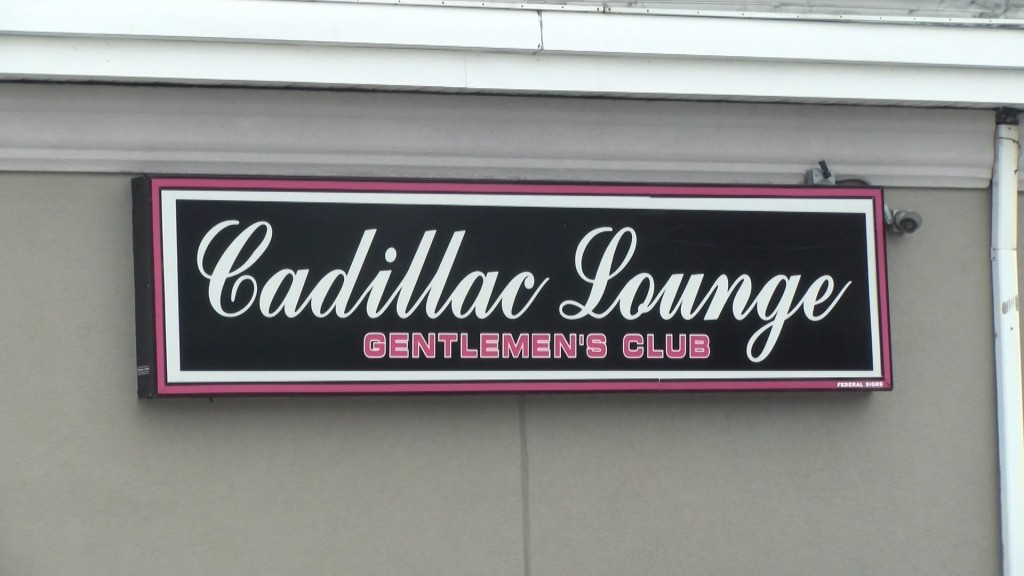 Cadillac Lounge
GENTLEMEN'S CLUB
FEDERAL SIGNS